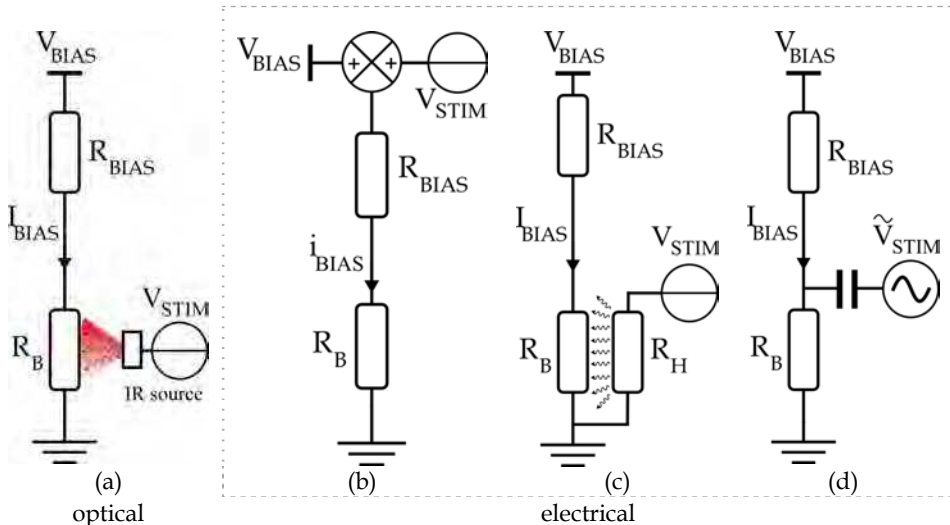 V_BIAS
R_BIAS
I_BIAS
V_STIM
R_B
IR source
(a)
optical
V_BIAS
+ +
V_STIM
R_BIAS
i_BIAS
R_B
(b)
V_BIAS
R_BIAS
I_BIAS
V_STIM
R_B
R_H
(c)
V_BIAS
R_BIAS
I_BIAS
Ṽ_STIM
R_B
(d)
electrical